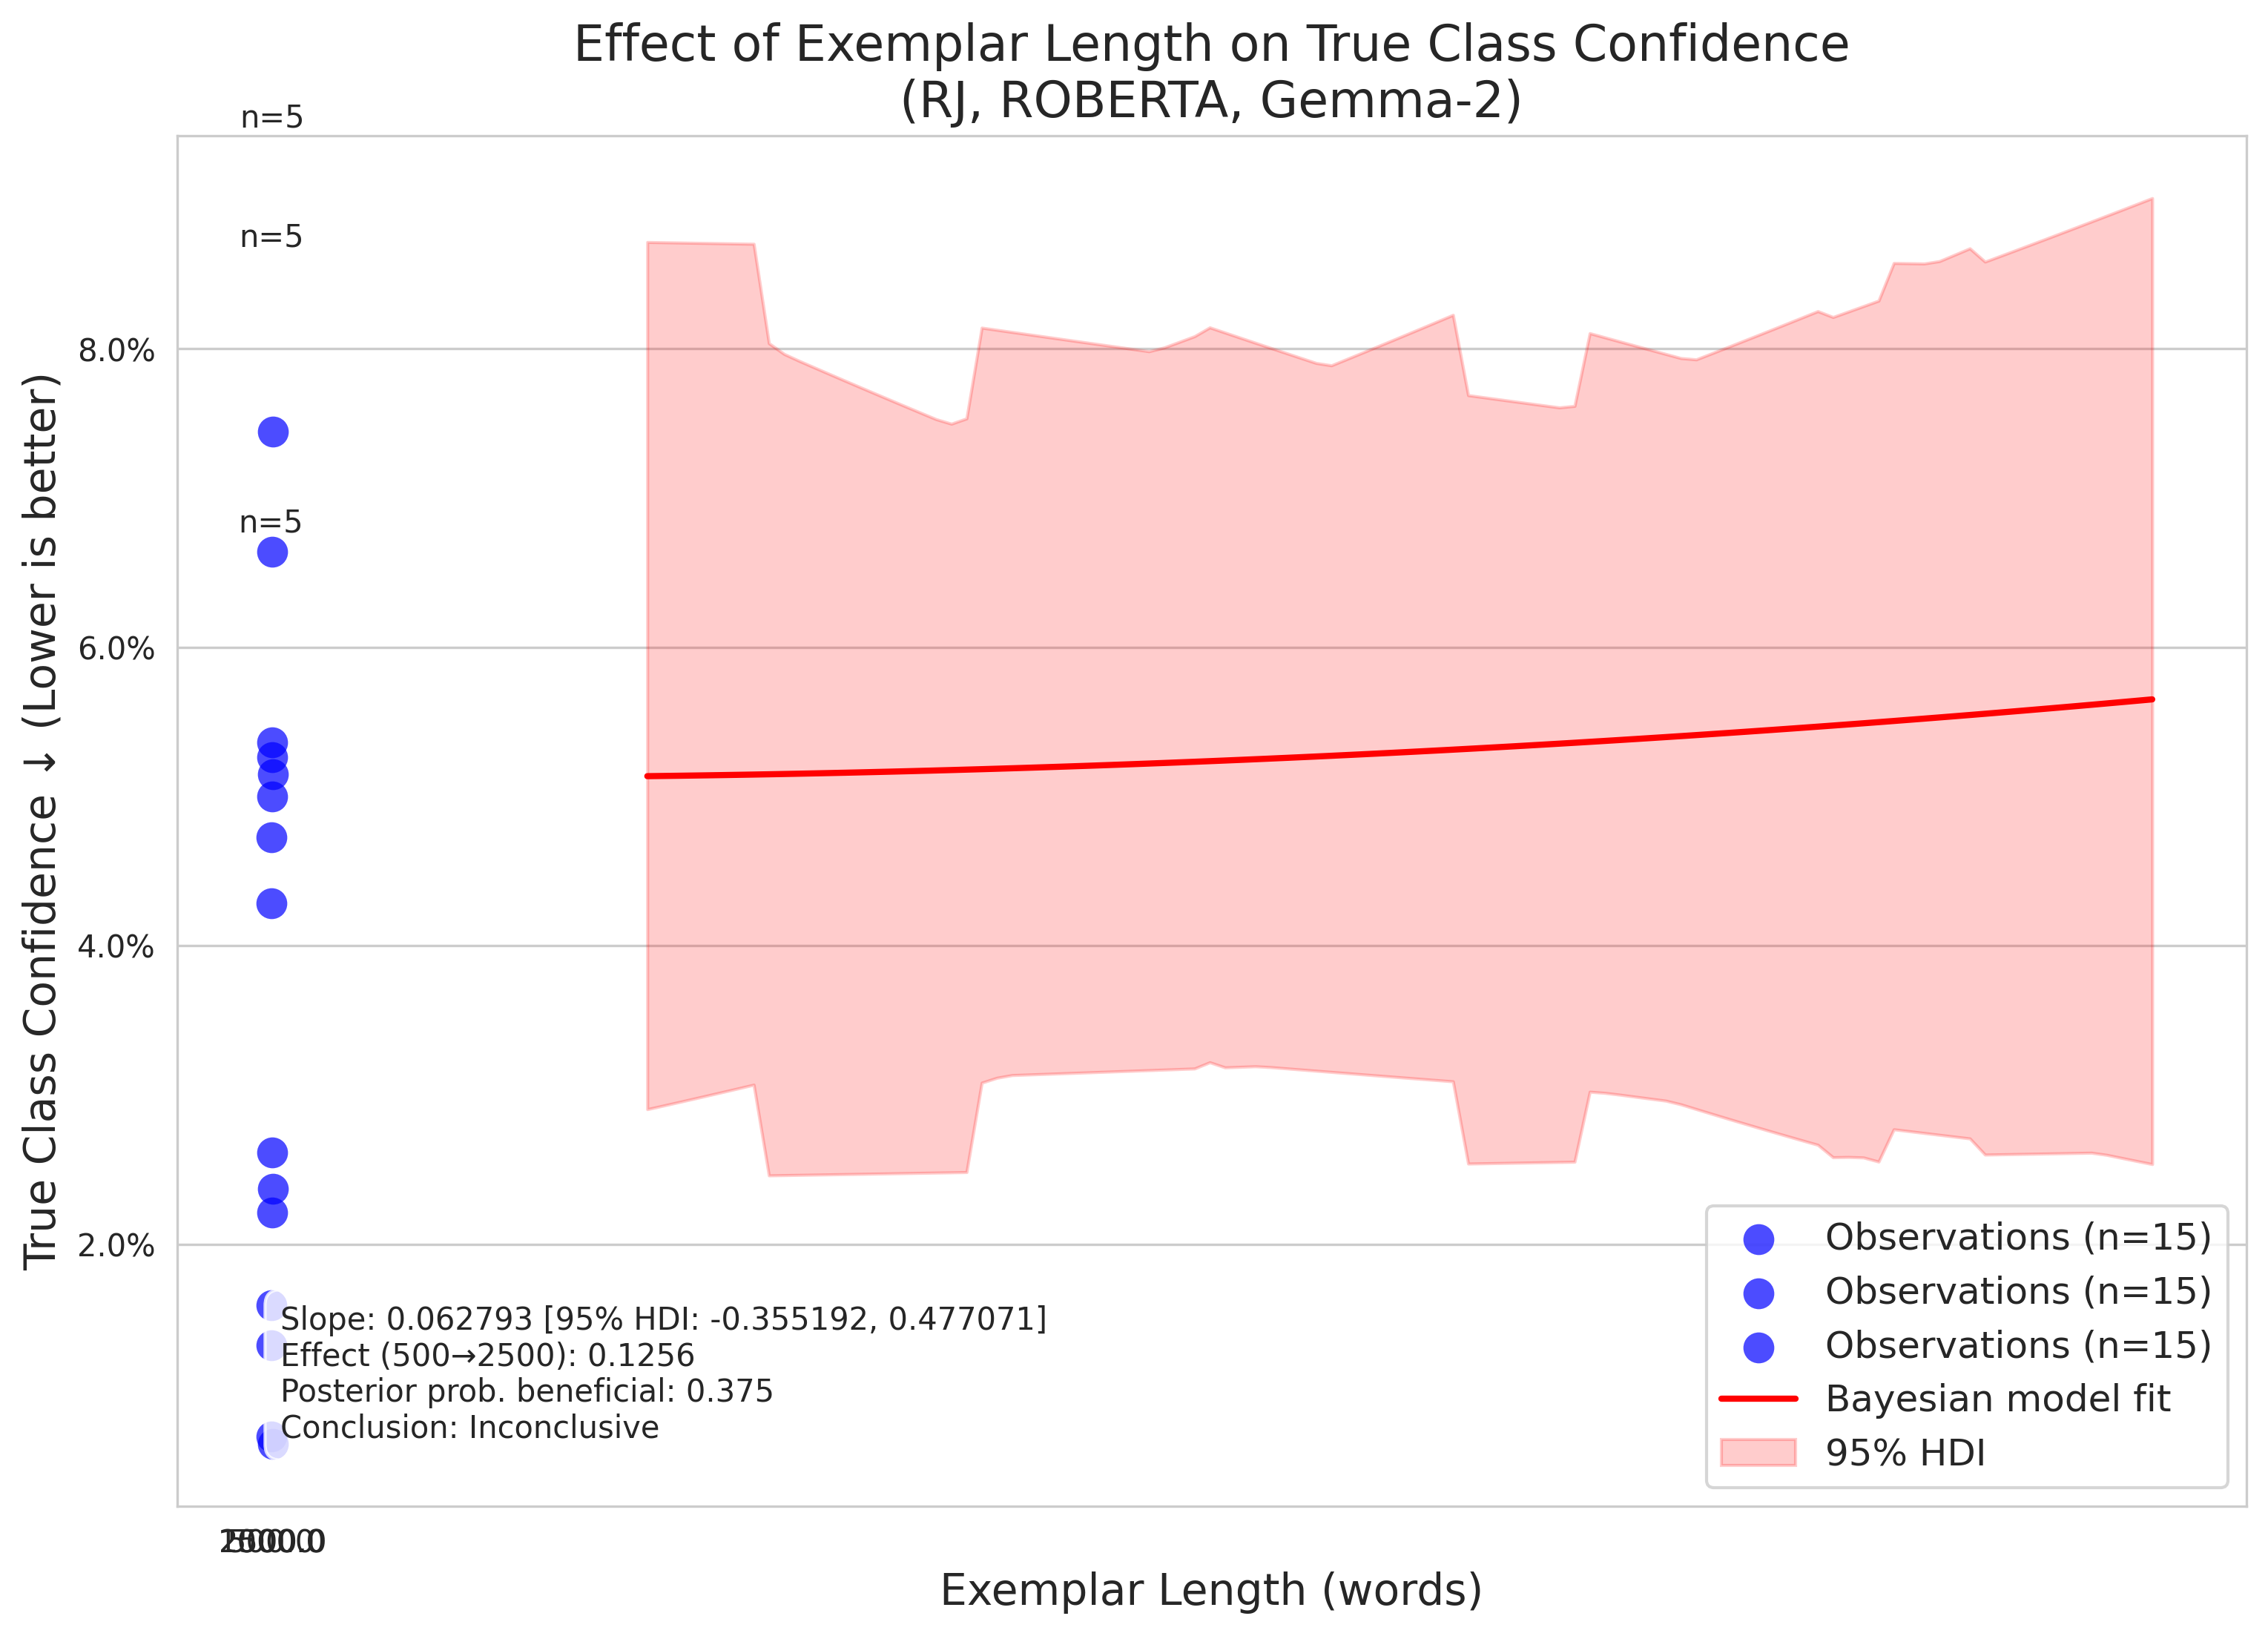 Effect of Exemplar Length on True Class Confidence
(RJ, ROBERTA, Gemma-2)
n=5
n=5
n=5
True Class Confidence ↓ (Lower is better)
8.0%
6.0%
4.0%
2.0%
Slope: 0.062793 [95% HDI: -0.355192, 0.477071]
Effect (500→2500): 0.1256
Posterior prob. beneficial: 0.375
Conclusion: Inconclusive
Observations (n=15)
Observations (n=15)
Observations (n=15)
Bayesian model fit
95% HDI
Exemplar Length (words)